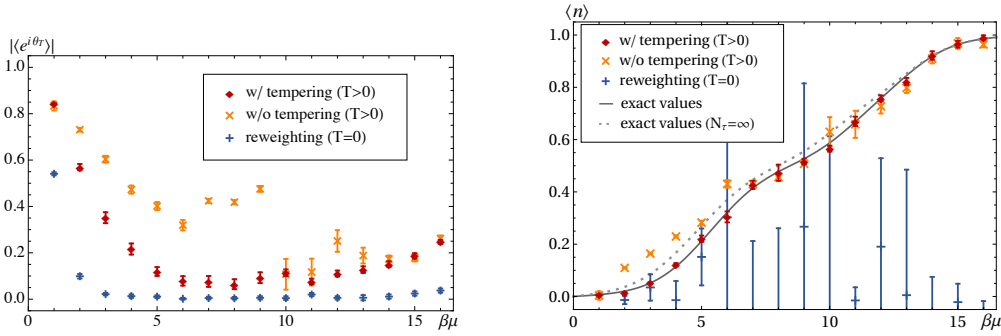 |⟨e^{iθ_T}⟩|
1.0
0.8
0.6
0.4
0.2
0.0
w/ tempering (T>0)
w/o tempering (T>0)
reweighting (T=0)
0 5 10 15 βμ
⟨n⟩
1.0
0.8
0.6
0.4
0.2
0.0
w/ tempering (T>0)
w/o tempering (T>0)
reweighting (T=0)
exact values
exact values (N_τ=∞)
0 5 10 15 βμ